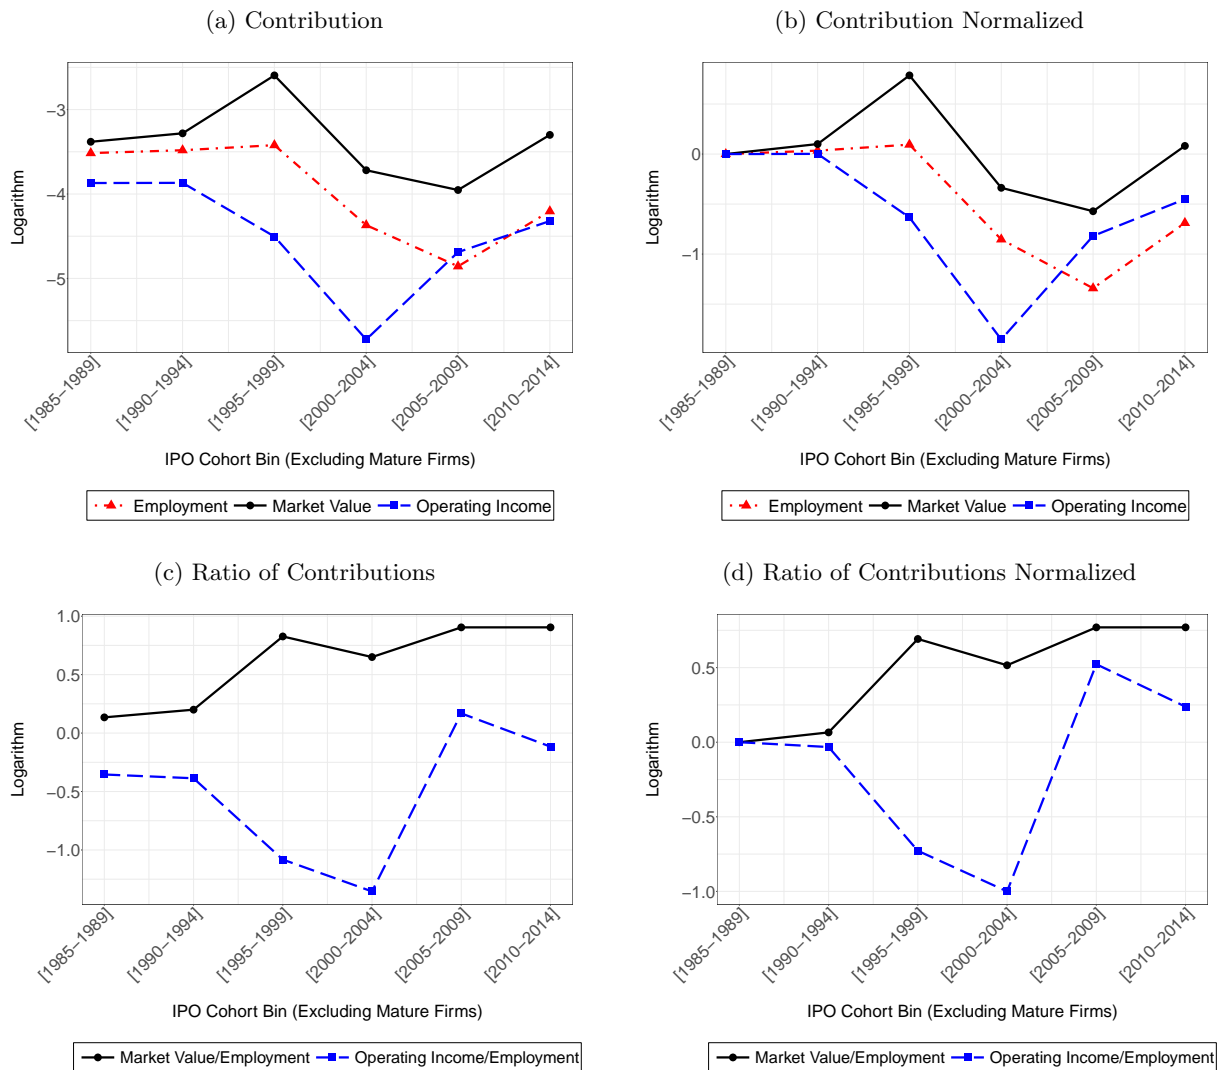 (a) Contribution
Logarithm
−3
−4
−5
[1985−1989]
[1990−1994]
[1995−1999]
[2000−2004]
[2005−2009]
[2010−2014]
IPO Cohort Bin (Excluding Mature Firms)
Employment Market Value Operating Income
(b) Contribution Normalized
Logarithm
0
−1
[1985−1989]
[1990−1994]
[1995−1999]
[2000−2004]
[2005−2009]
[2010−2014]
IPO Cohort Bin (Excluding Mature Firms)
Employment Market Value Operating Income
(c) Ratio of Contributions
Logarithm
1.0
0.5
0.0
−0.5
−1.0
[1985−1989]
[1990−1994]
[1995−1999]
[2000−2004]
[2005−2009]
[2010−2014]
IPO Cohort Bin (Excluding Mature Firms)
Market Value/Employment Operating Income/Employment
(d) Ratio of Contributions Normalized
Logarithm
0.5
0.0
−0.5
−1.0
[1985−1989]
[1990−1994]
[1995−1999]
[2000−2004]
[2005−2009]
[2010−2014]
IPO Cohort Bin (Excluding Mature Firms)
Market Value/Employment Operating Income/Employment